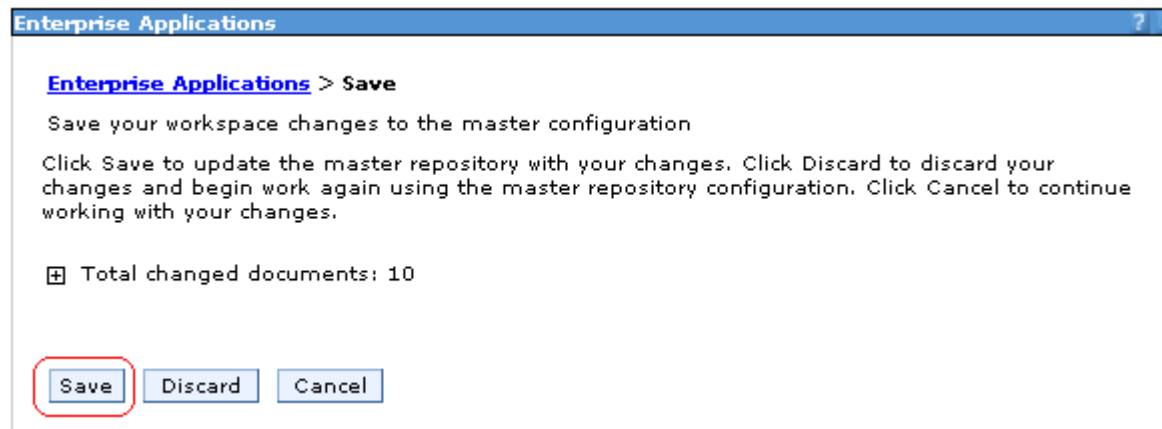 Enterprise Applications ?
Enterprise Applications > Save
Save your workspace changes to the master configuration
Click Save to update the master repository with your changes. Click Discard to discard your
changes and begin work again using the master repository configuration. Click Cancel to continue
working with your changes.
Total changed documents: 10
Save Discard Cancel